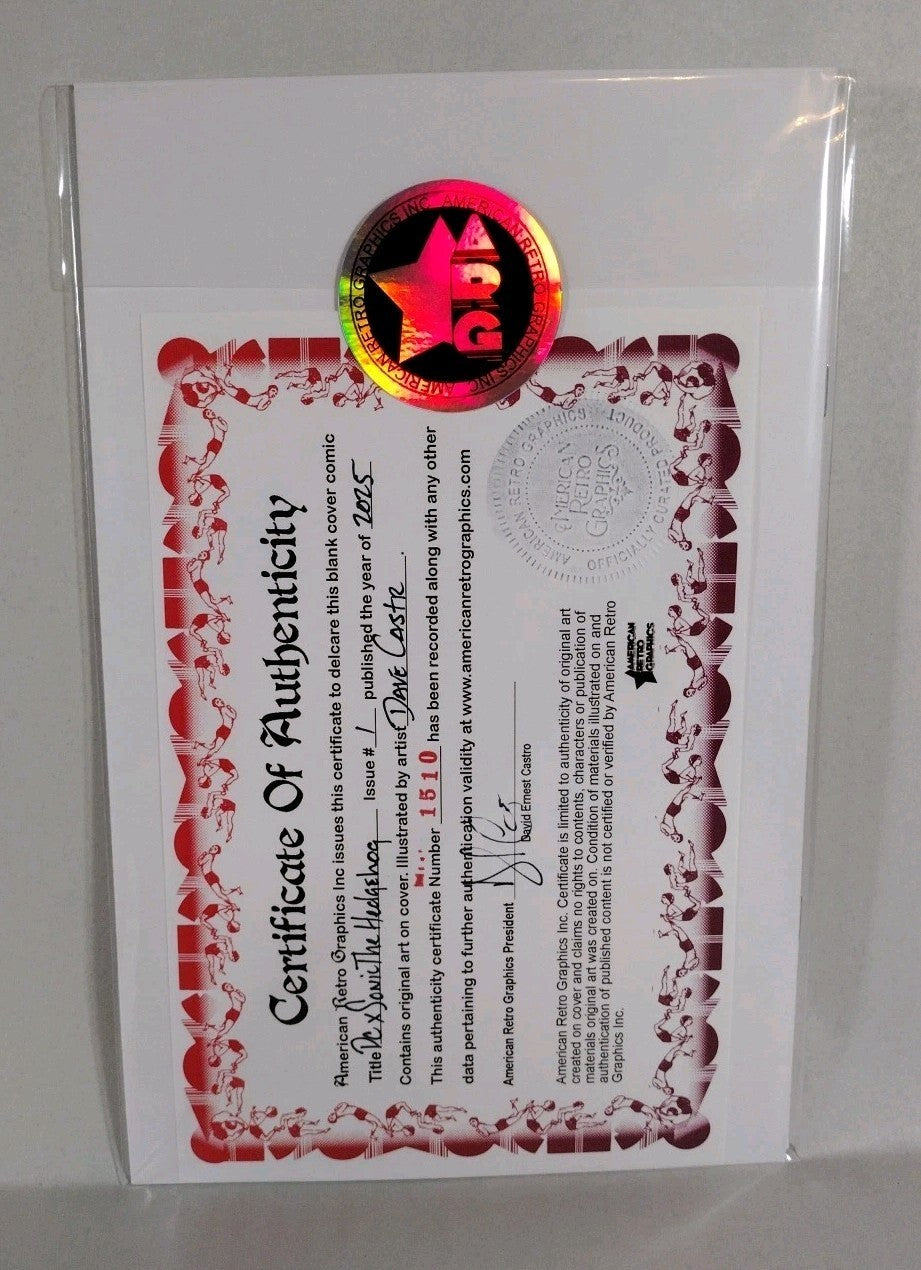 AMERICAN RETRO GRAPHICS INC. AMERICAN RETRO GRAPHICS INC.
Certificate Of Authenticity
American Retro Graphics Inc issues this certificate to delcare this blank cover comic
Title Dc x Sonic The Hedgehog Issue # 1 published the year of 2025
Contains original art on cover. Illustrated by artist Dave Castr.
This authenticity certificate Number 1510 has been recorded along with any other
data pertaining to further authentication validity at www.americanretrographics.com
American Retro Graphics President
David Ernest Castro
AMERICAN RETRO GRAPHICS
OFFICIALLY CURATED PRODUCT
AMERICAN
RETRO
GRAPHICS
American Retro Graphics Inc. Certificate is limited to authenticity of original art
created on cover and claims no rights to contents, characters or publication of
materials original art was created on. Condition of materials illustrated on and
authentication of published content is not certified or verified by American Retro
Graphics Inc.
AMERICAN
RETRO
GRAPHICS